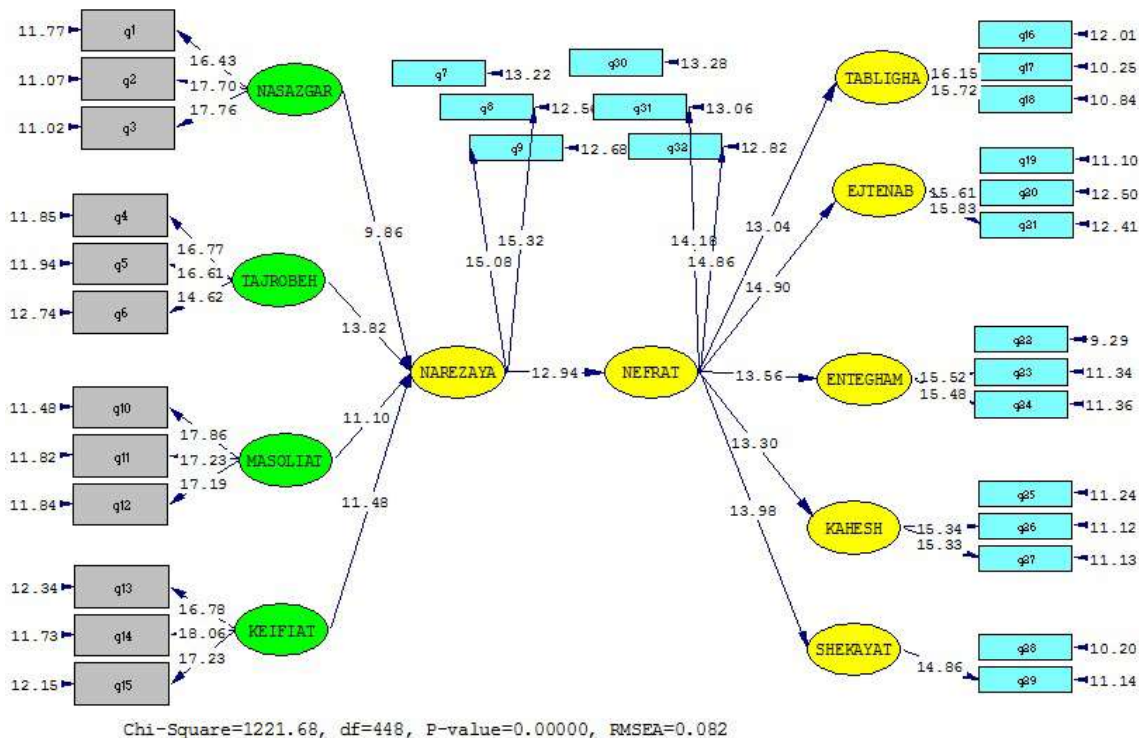 11.77 q1
16.43
11.07 q2
17.70
NASAZGAR
11.02 q3
17.76
11.85 q4
16.77
11.94 q5
16.61
TAJROBEH
12.74 q6
14.62
11.48 q10
17.86
11.82 q11
17.23
MASOLIAT
11.84 q12
17.19
12.34 q13
16.78
11.73 q14
18.06
KEIFIAT
12.15 q15
17.23
9.86
13.82
11.10
11.48
NAREZAYA
q7 13.22
q8 12.56
q9 12.68
15.32
15.08
12.94
NEFRAT
q30 13.28
q31 13.06
q32 12.82
14.18
14.86
13.04
14.90
13.56
13.30
13.98
TABLIGHA
16.15
15.72
q16 12.01
q17 10.25
q18 10.84
EJTENAB
15.61
15.83
q19 11.10
q20 12.50
q21 12.41
ENTEGHAM
15.52
15.48
q22 9.29
q23 11.34
q24 11.36
KAHESH
15.34
15.33
q25 11.24
q26 11.12
q27 11.13
SHEKAYAT
14.86
q28 10.20
q29 11.14
Chi-Square=1221.68, df=448, P-value=0.00000, RMSEA=0.082